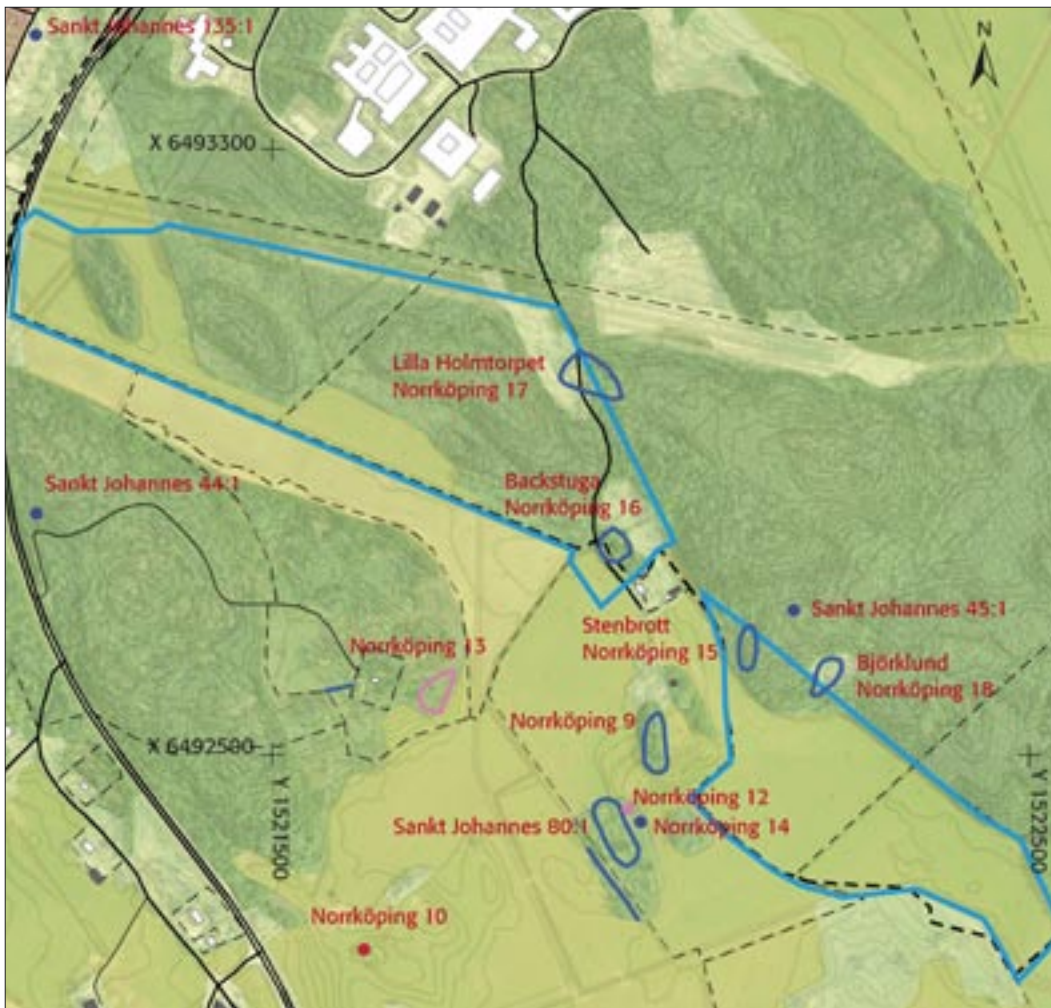 Sankt Johannes 135:1
N
X 6493300
Lilla Holmtorpet
Norrköping 17
Sankt Johannes 44:1
Backstuga
Norrköping 16
Stenbrott
Norrköping 15
Sankt Johannes 45:1
Björklund
Norrköping 18
Norrköping 13
Norrköping 9
X 6492500
Y 1521500
Norrköping 12
Sankt Johannes 80:1
Norrköping 14
Y 1522500
Norrköping 10